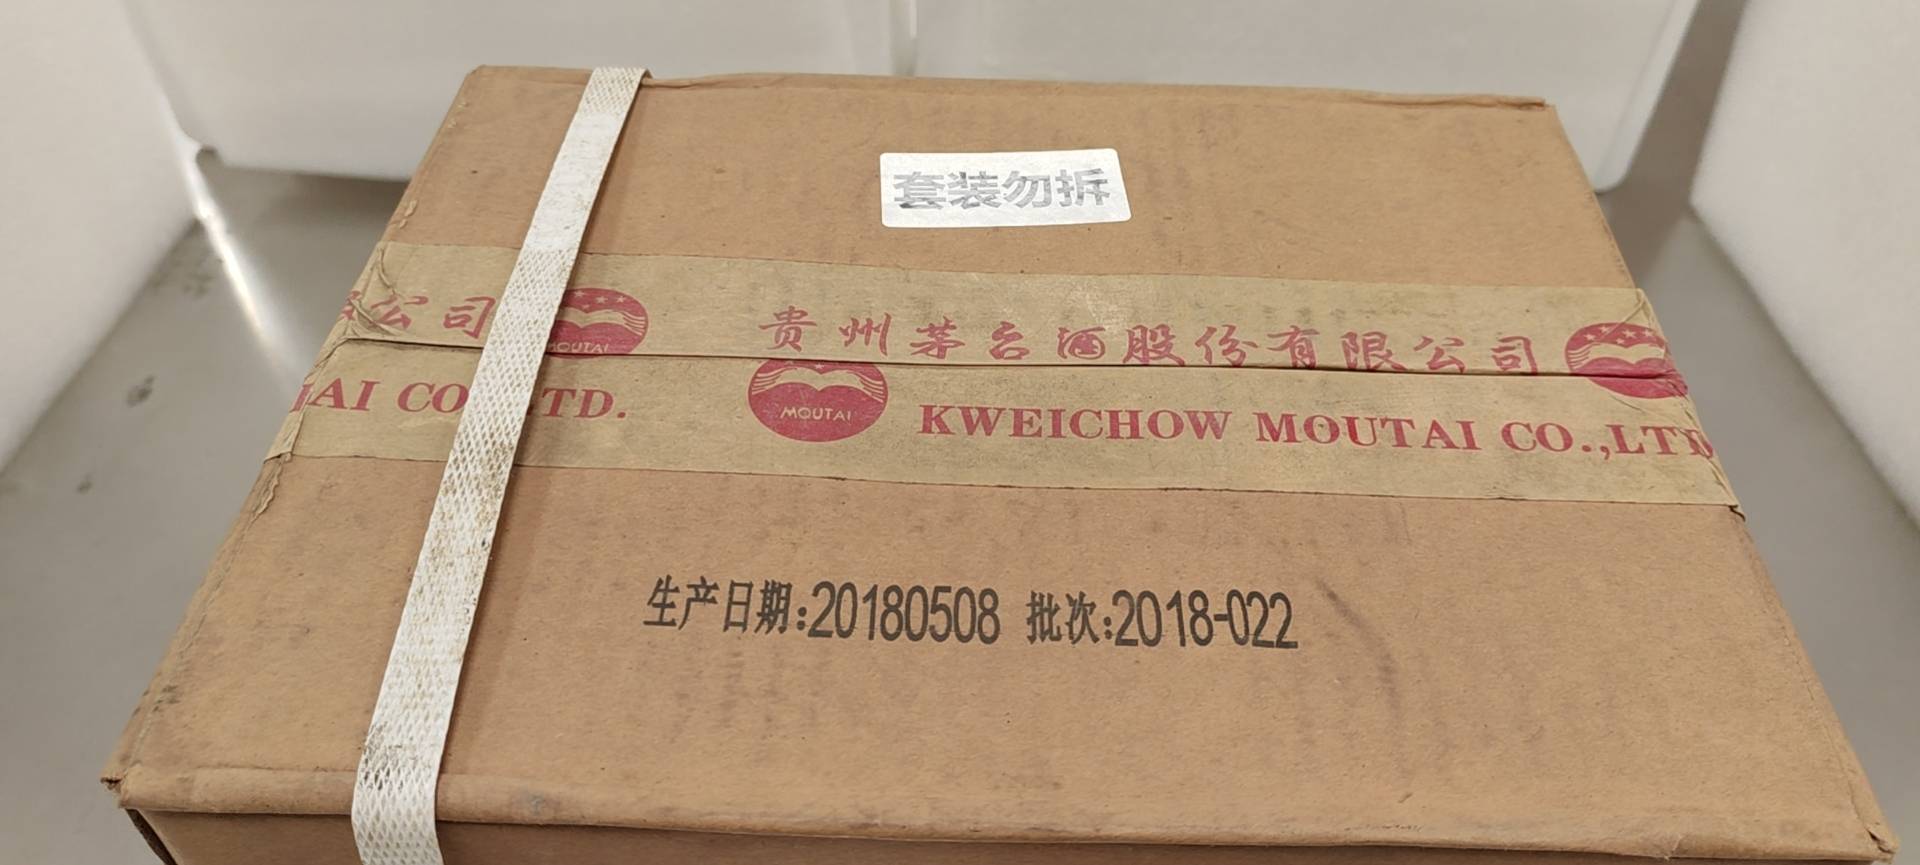 套装勿拆
公司 MOUTAI 贵州茅台酒股份有限公司
AI CO TD. MOUTAI KWEICHOW MOUTAI CO.,LTD
生产日期:20180508 批次:2018-022